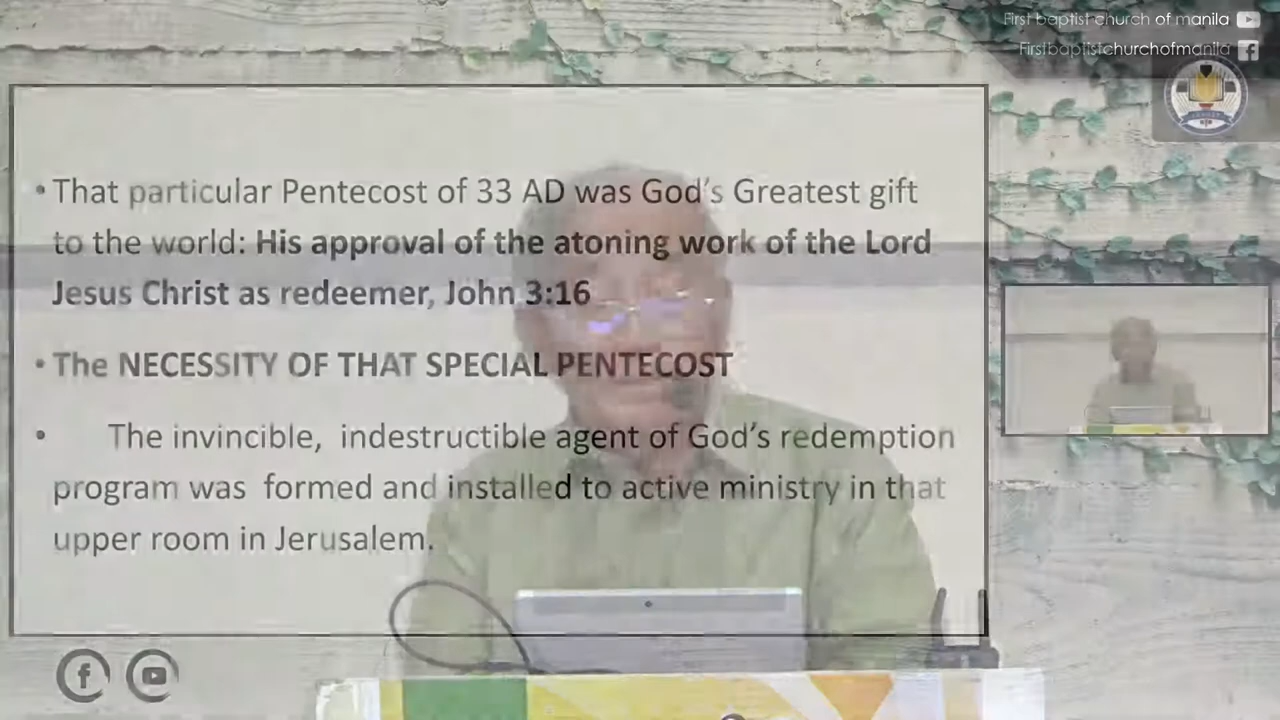 First baptist church of manila
Firstbaptistchurchofmanila
• That particular Pentecost of 33 AD was God's Greatest gift
to the world: His approval of the atoning work of the Lord
Jesus Christ as redeemer, John 3:16
• The NECESSITY OF THAT SPECIAL PENTECOST
• The invincible, indestructible agent of God's redemption
program was formed and installed to active ministry in that
upper room in Jerusalem.